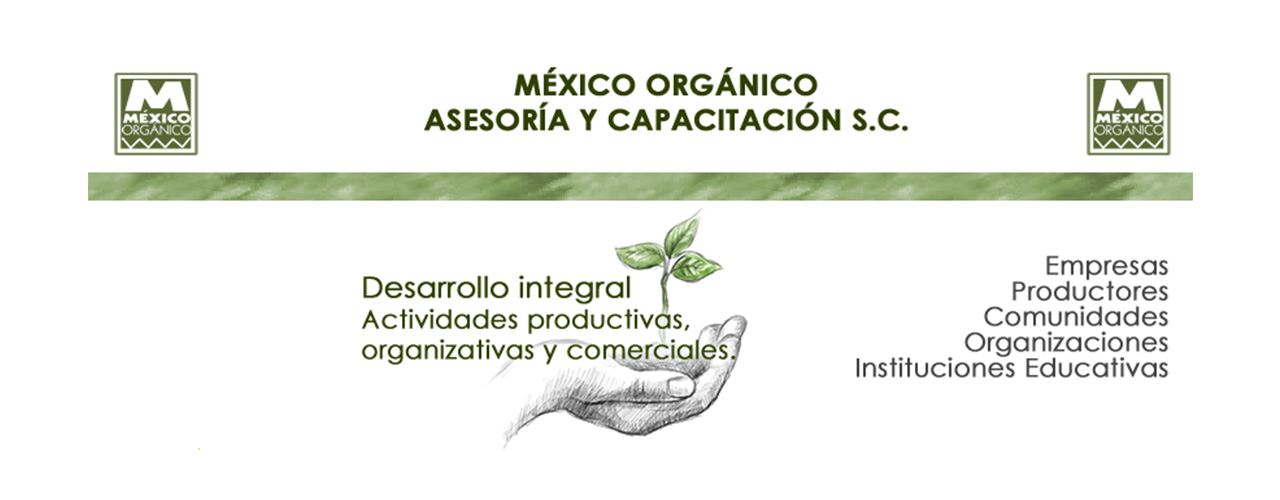 M
MÉXICO
ORGÁNICO
MÉXICO ORGÁNICO
ASESORÍA Y CAPACITACIÓN S.C.
M
MÉXICO
ORGÁNICO
Desarrollo integral
Actividades productivas,
organizativas y comerciales.
Empresas
Productores
Comunidades
Organizaciones
Instituciones Educativas